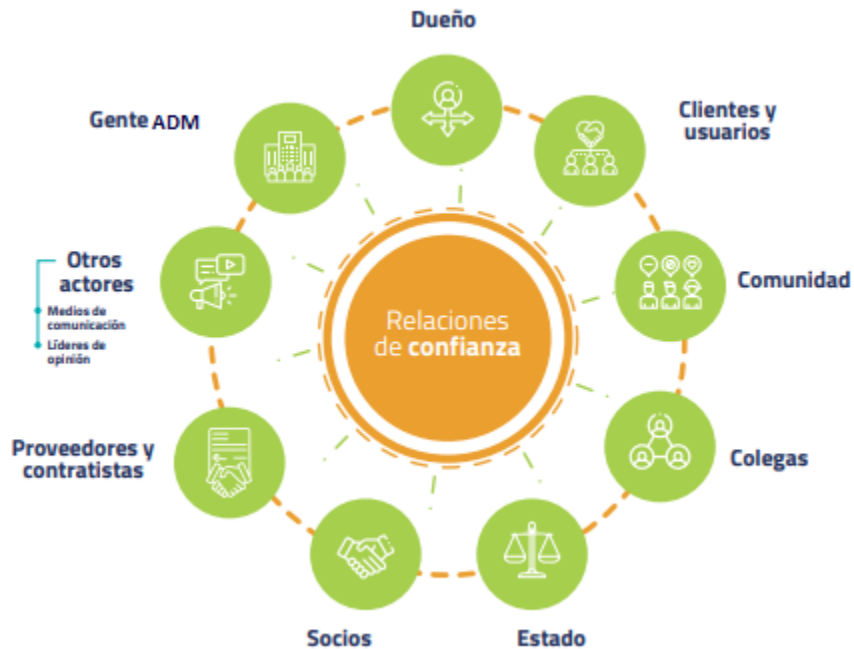 Dueño
Clientes y
usuarios
Comunidad
Colegas
Estado
Socios
Proveedores y
contratistas
Otros
actores
Medios de
comunicación
Líderes de
opinión
Gente ADM
Relaciones
de confianza